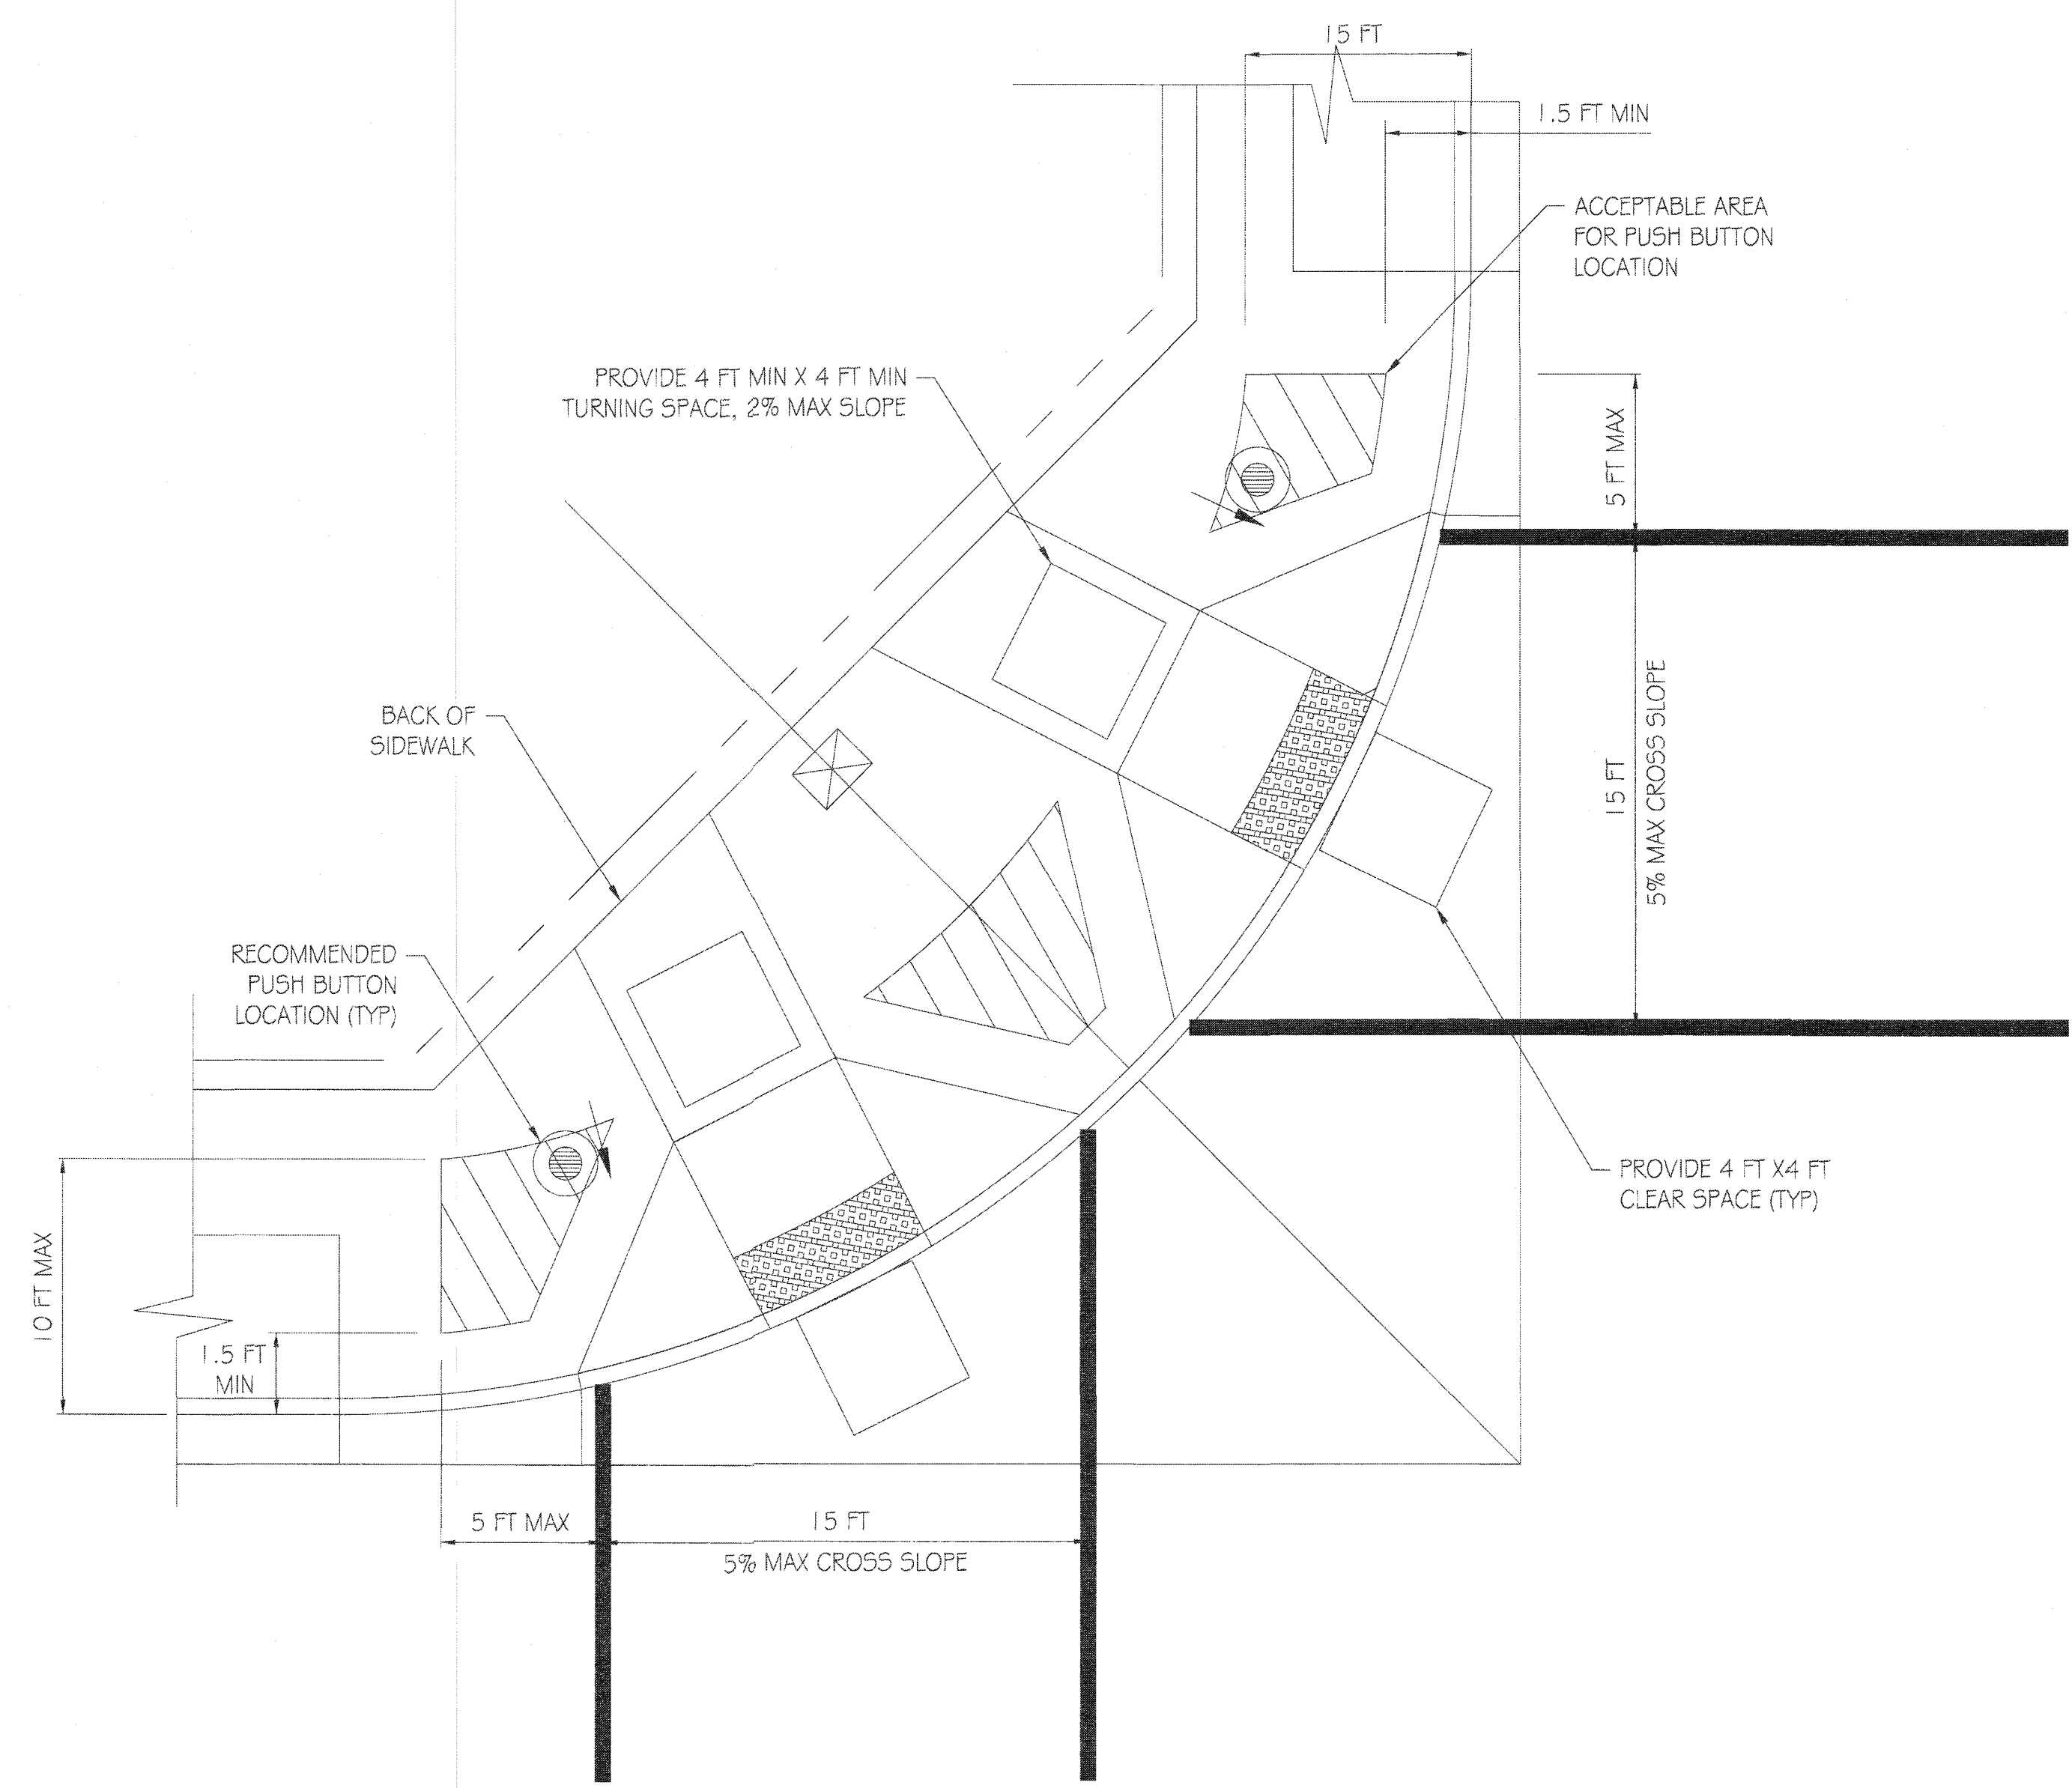 15 FT
1.5 FT MIN
ACCEPTABLE AREA
FOR PUSH BUTTON
LOCATION
PROVIDE 4 FT MIN X 4 FT MIN
TURNING SPACE, 2% MAX SLOPE
5 FT MAX
BACK OF
SIDEWALK
15 FT
5% MAX CROSS SLOPE
RECOMMENDED
PUSH BUTTON
LOCATION (TYP)
PROVIDE 4 FT X4 FT
CLEAR SPACE (TYP)
10 FT MAX
1.5 FT
MIN
5 FT MAX
15 FT
5% MAX CROSS SLOPE